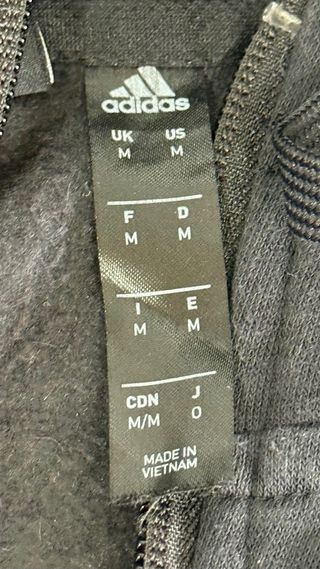 adidas
UK US
M M
F D
M M
I E
M M
CDN J
M/M O
MADE IN
VIETNAM